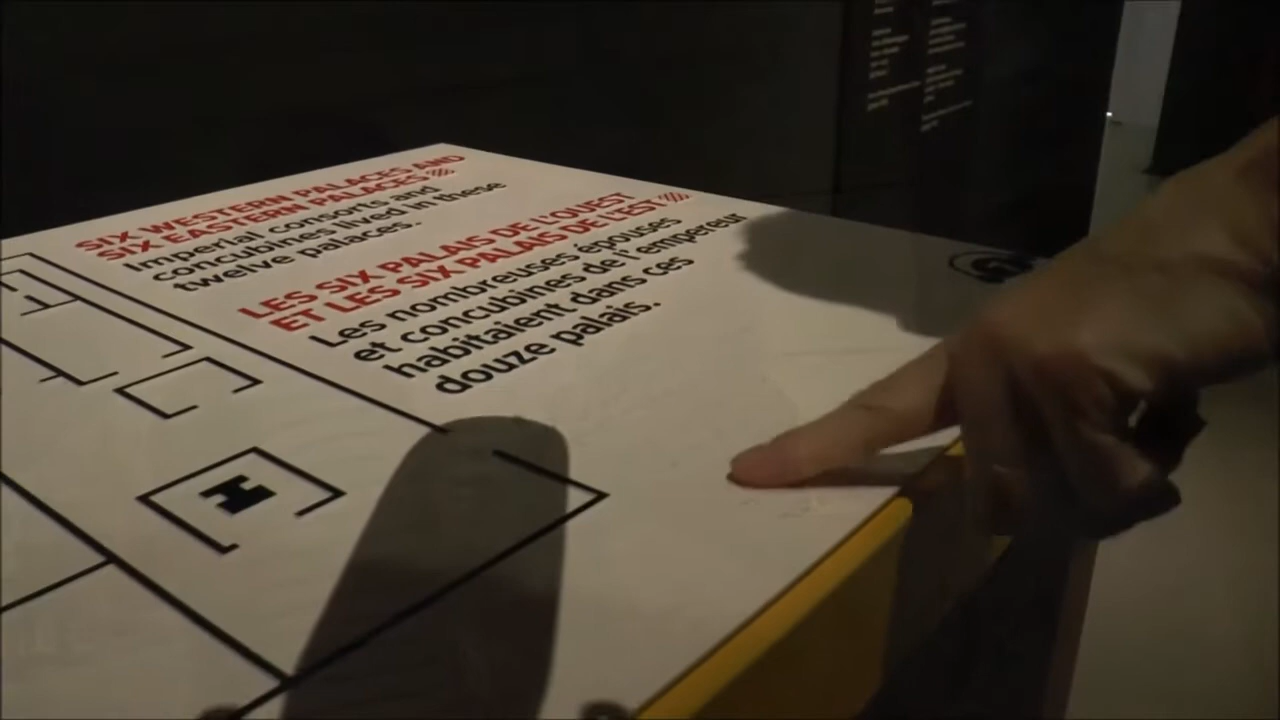 SIX WESTERN PALACES AND
SIX EASTERN PALACES
Imperial consorts and
concubines lived in these
twelve palaces.
LES SIX PALAIS DE L'OUEST
ET LES SIX PALAIS DE L'EST
Les nombreuses épouses
et concubines de l'empereur
habitaient dans ces
douze palais.